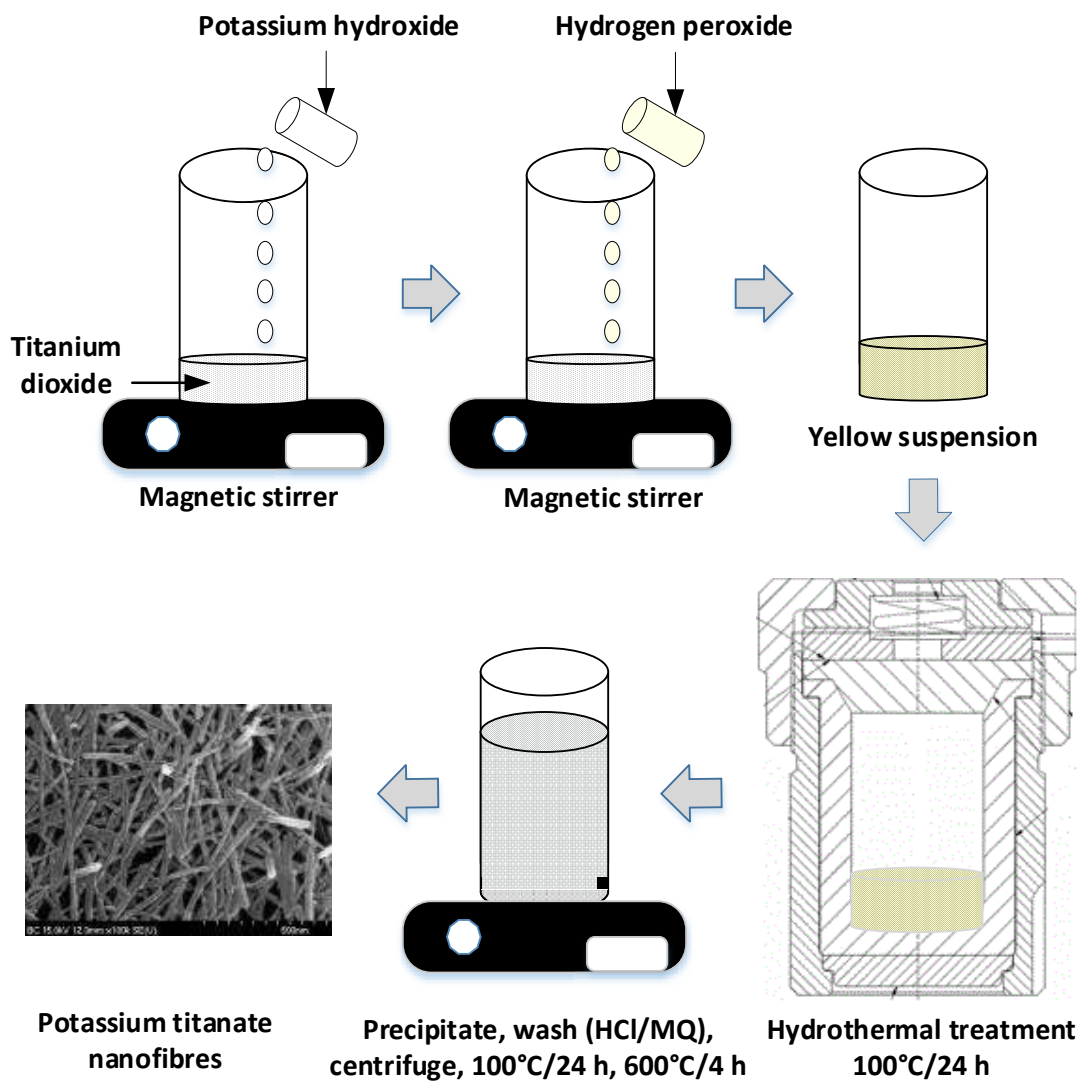 Potassium hydroxide
Hydrogen peroxide
Titanium
dioxide
Magnetic stirrer
Magnetic stirrer
Yellow suspension
Potassium titanate
nanofibres
Precipitate, wash (HCl/MQ),
centrifuge, 100°C/24 h, 600°C/4 h
Hydrothermal treatment
100°C/24 h